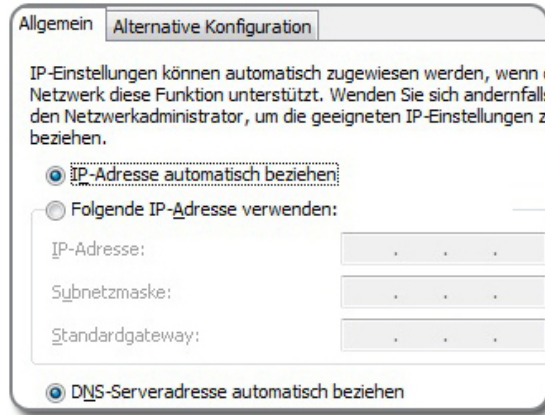 Allgemein Alternative Konfiguration
IP-Einstellungen können automatisch zugewiesen werden, wenn
Netzwerk diese Funktion unterstützt. Wenden Sie sich andernfalls
den Netzwerkadministrator, um die geeigneten IP-Einstellungen z
beziehen.
IP-Adresse automatisch beziehen
Folgende IP-Adresse verwenden:
IP-Adresse: . . .
Subnetzmaske: . . .
Standardgateway: . . .
DNS-Serveradresse automatisch beziehen